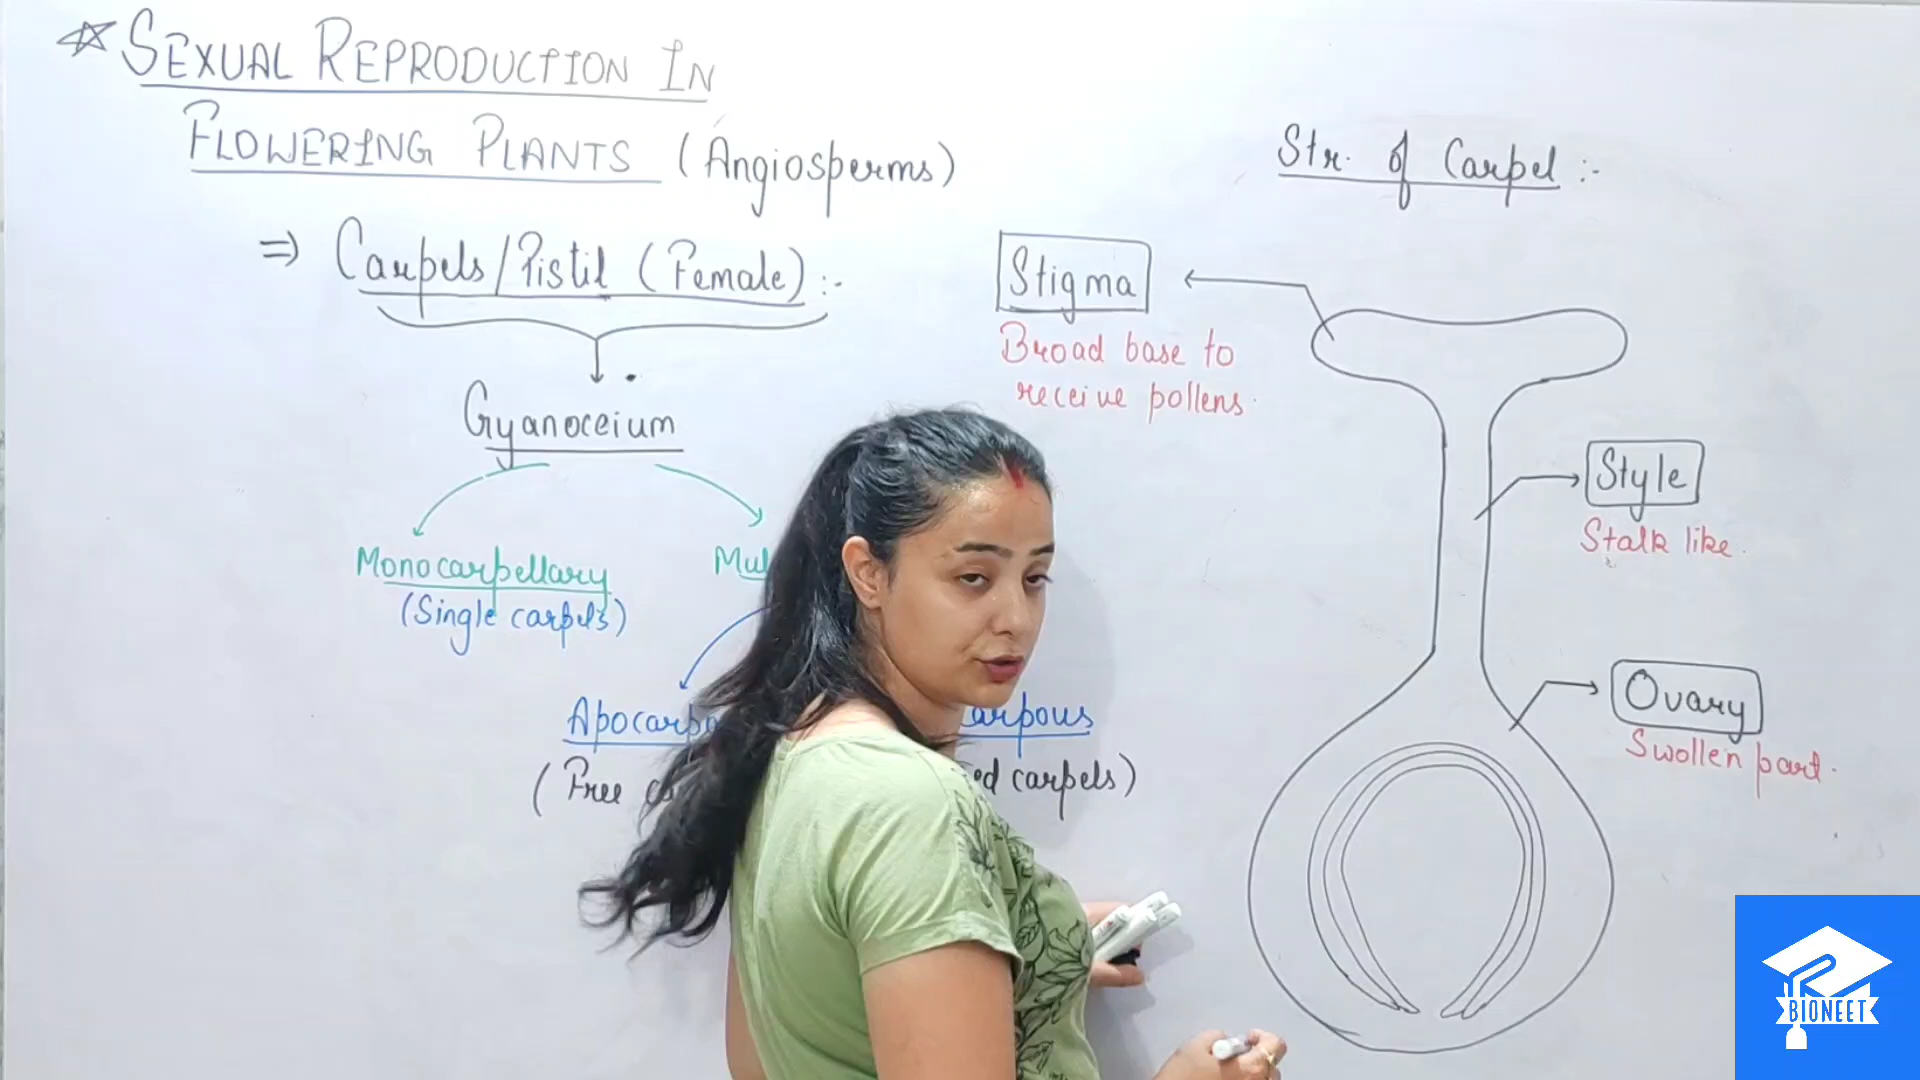 SEXUAL REPRODUCTION IN
FLOWERING PLANTS (Angiosperms)
⇒ Carpels/Pistil (Female) :-
Gyanoceium
Monocarpellary
(Single carpels)
(Free
carpels)
Str. of Carpel :-
Stigma
Broad base to
receive pollens.
Style
Stalk like.
Ovary
Swollen part.
BIONEET